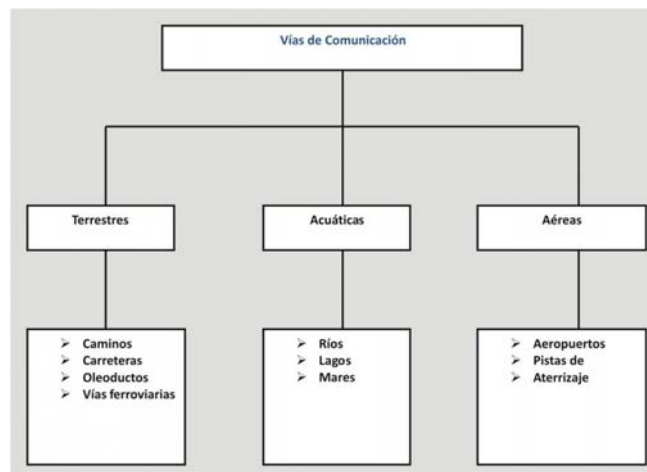 Vías de Comunicación
Terrestres
Acuáticas
Aéreas
➢ Caminos
➢ Carreteras
➢ Oleoductos
➢ Vías ferroviarias
➢ Ríos
➢ Lagos
➢ Mares
➢ Aeropuertos
➢ Pistas de
➢ Aterrizaje